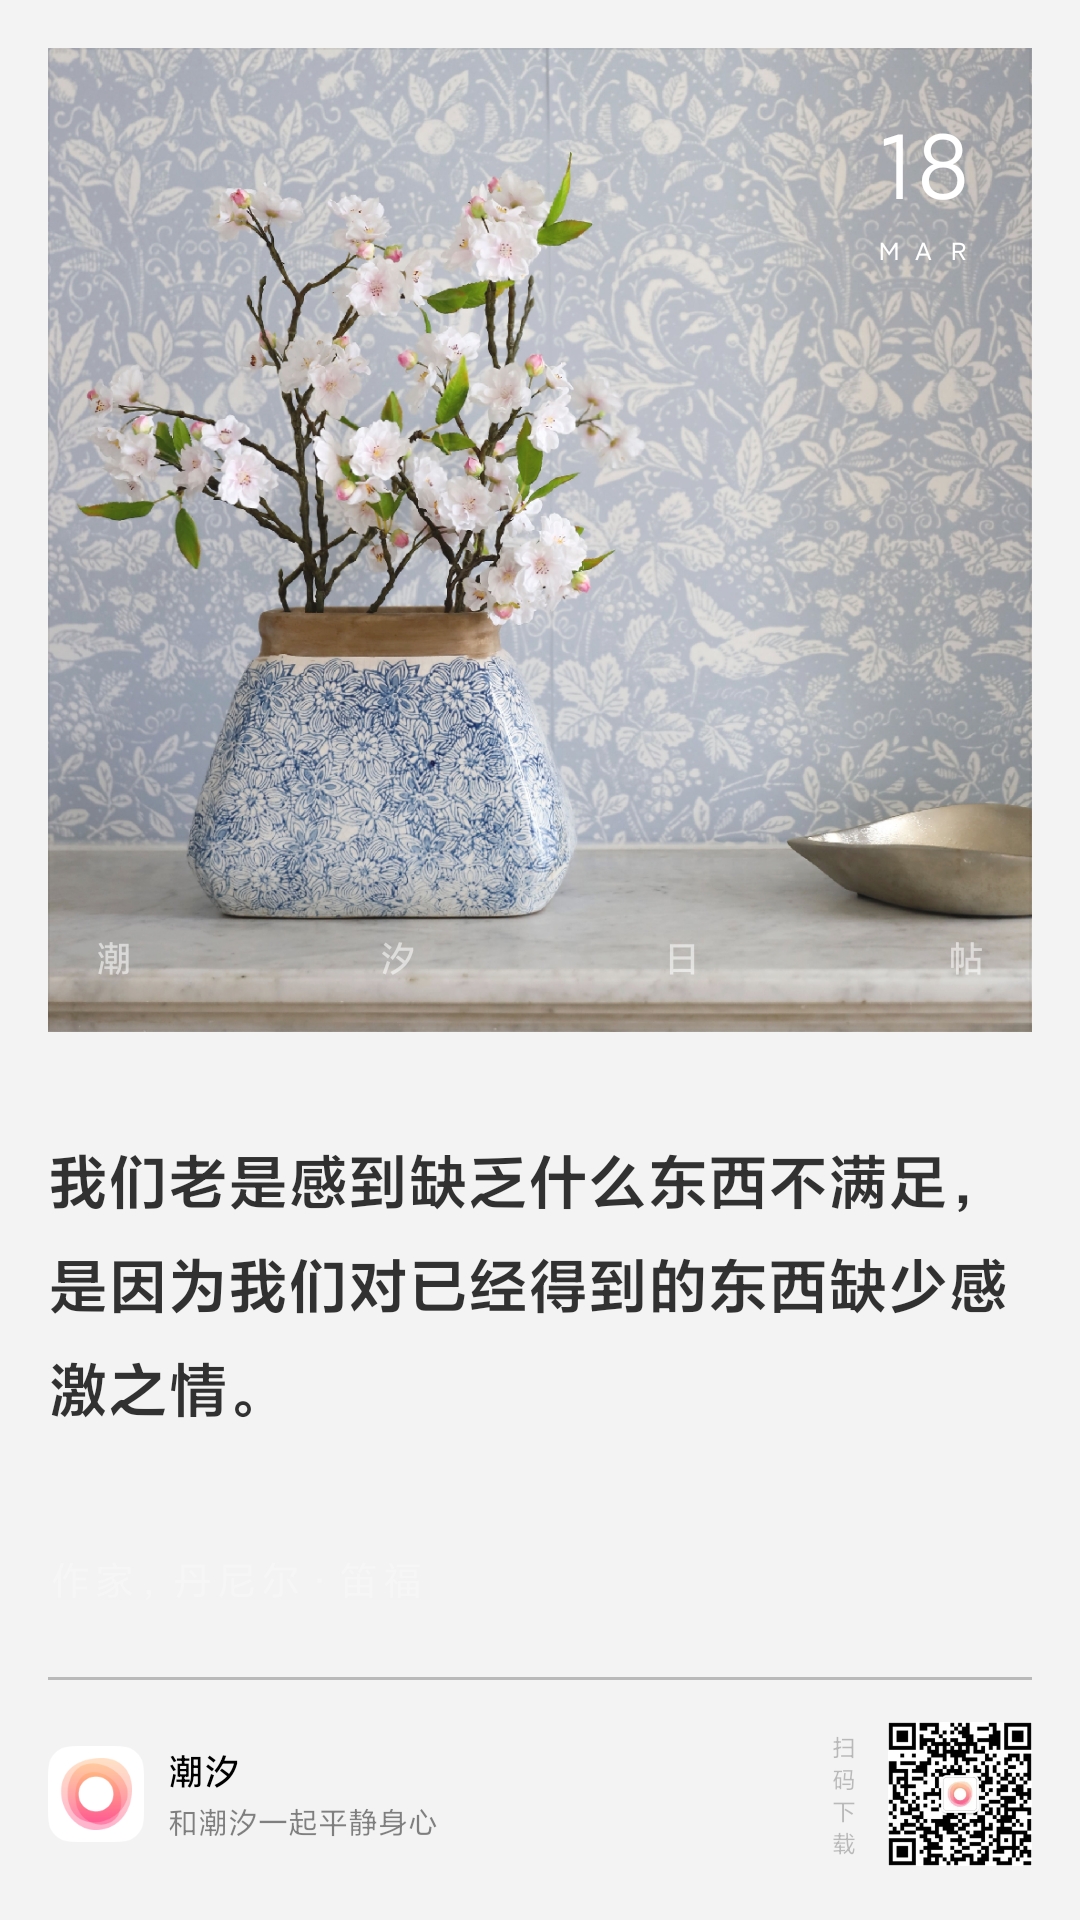 18
MAR
潮汐日帖
我们老是感到缺乏什么东西不满足，
是因为我们对已经得到的东西缺少感
激之情。
作家，丹尼尔·笛福
潮汐
和潮汐一起平静身心
扫码下载